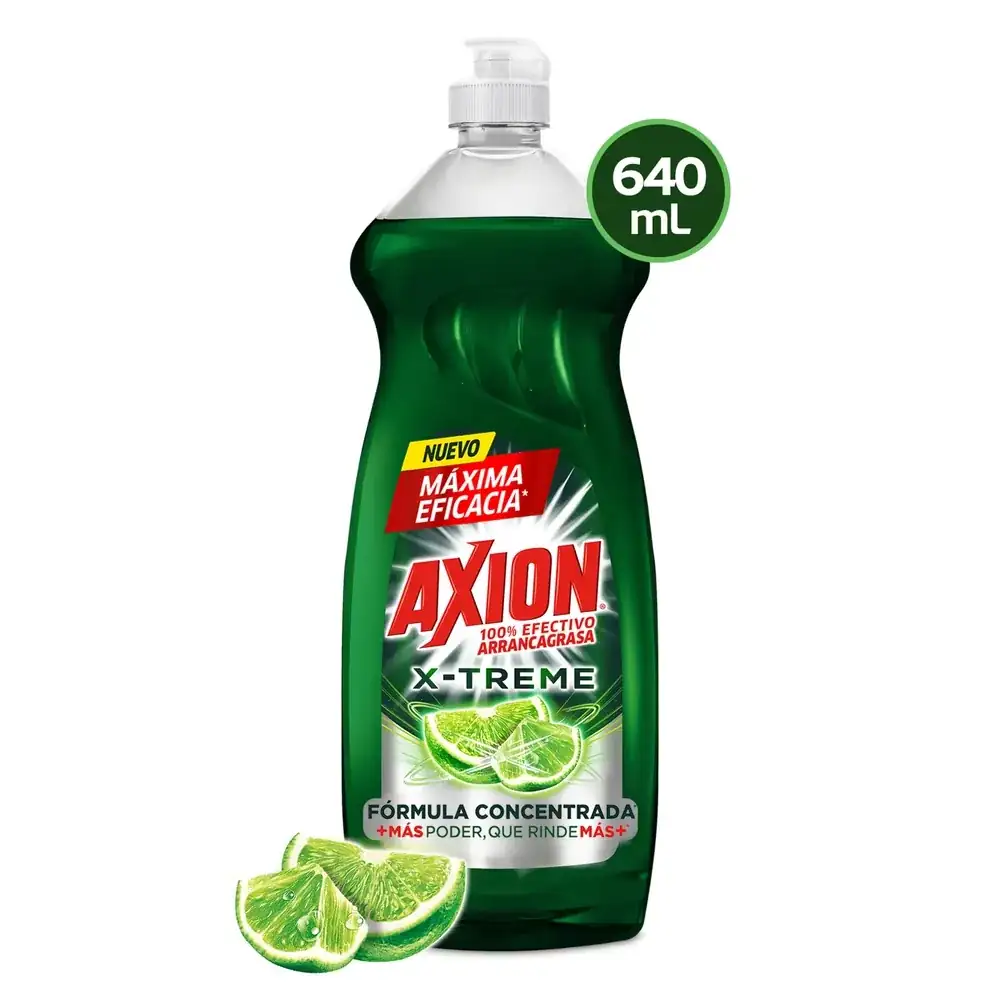 640
mL
NUEVO
MÁXIMA
EFICACIA*
AXION®
100% EFECTIVO
ARRANCAGRASA
X-TREME
FÓRMULA CONCENTRADA*
+MÁS PODER, QUE RINDE MÁS+*